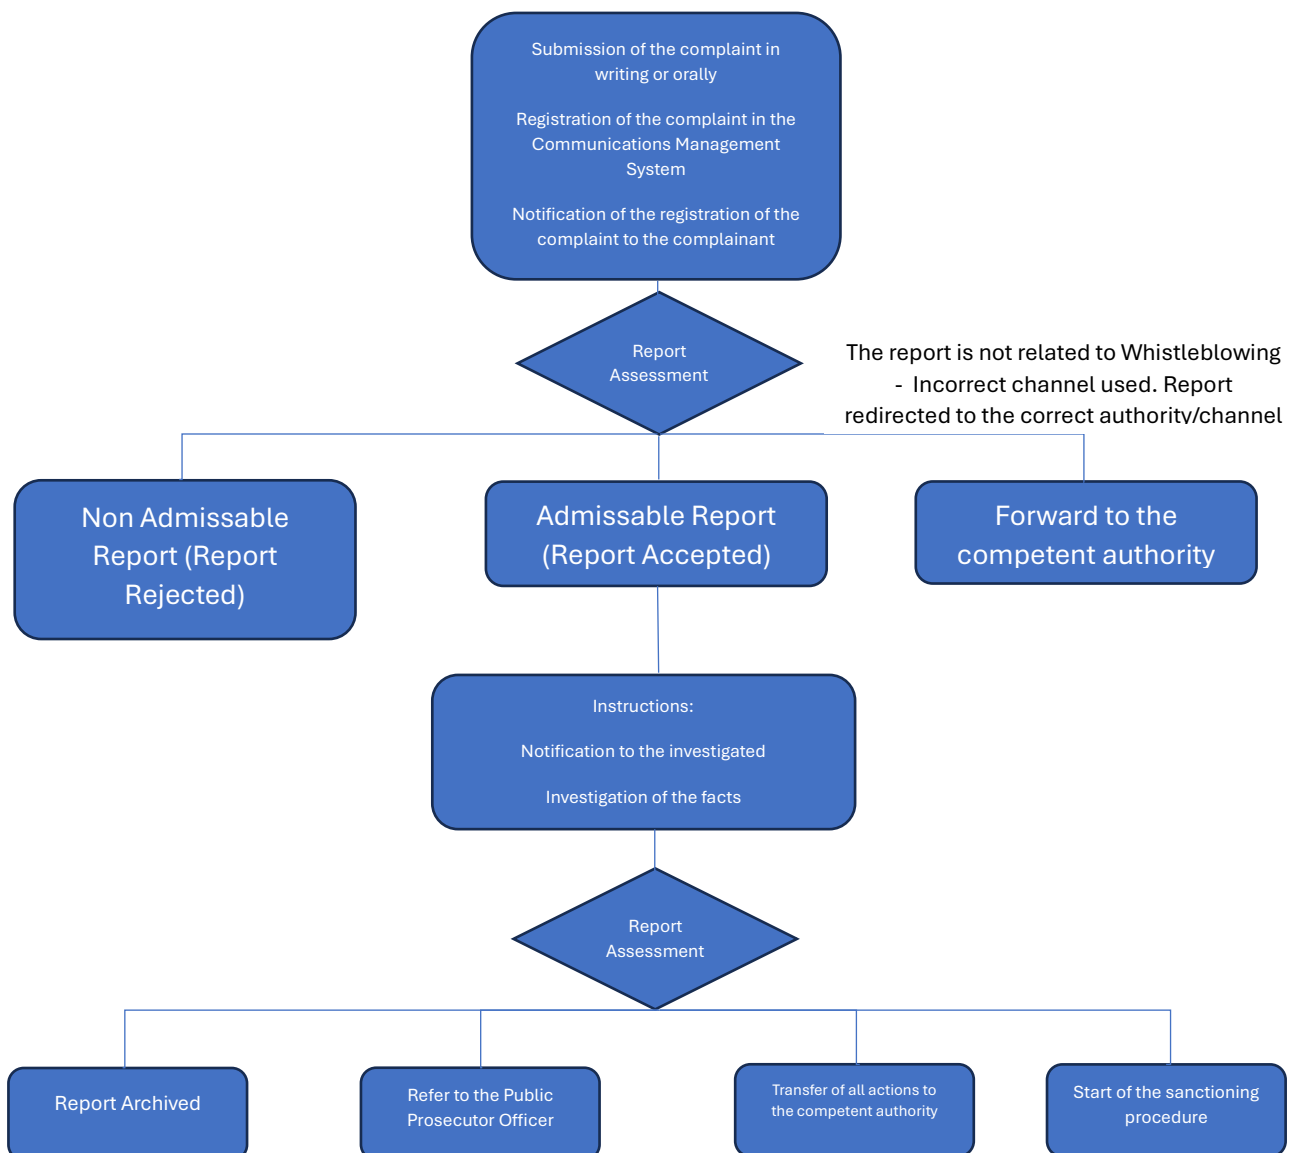 Submission of the complaint in
writing or orally
Registration of the complaint in the
Communications Management
System
Notification of the registration of the
complaint to the complainant
Report
Assessment
The report is not related to Whistleblowing
- Incorrect channel used. Report
redirected to the correct authority/channel
Non Admissable
Report (Report
Rejected)
Admissable Report
(Report Accepted)
Forward to the
competent authority
Instructions:
Notification to the investigated
Investigation of the facts
Report
Assessment
Report Archived
Refer to the Public
Prosecutor Officer
Transfer of all actions to
the competent authority
Start of the sanctioning
procedure